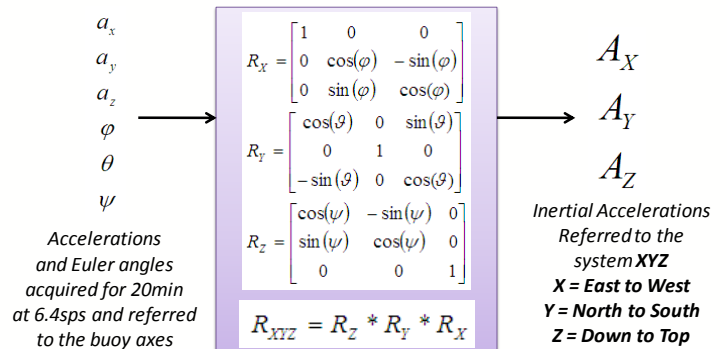 a_x
a_y
a_z
φ
θ
ψ
Accelerations
and Euler angles
acquired for 20min
at 6.4sps and referred
to the buoy axes
R_X = [1 0 0
0 cos(φ) −sin(φ)
0 sin(φ) cos(φ)]
R_Y = [cos(ϑ) 0 sin(ϑ)
0 1 0
−sin(ϑ) 0 cos(ϑ)]
R_Z = [cos(ψ) −sin(ψ) 0
sin(ψ) cos(ψ) 0
0 0 1]
R_XYZ = R_Z * R_Y * R_X
A_X
A_Y
A_Z
Inertial Accelerations
Referred to the
system XYZ
X = East to West
Y = North to South
Z = Down to Top